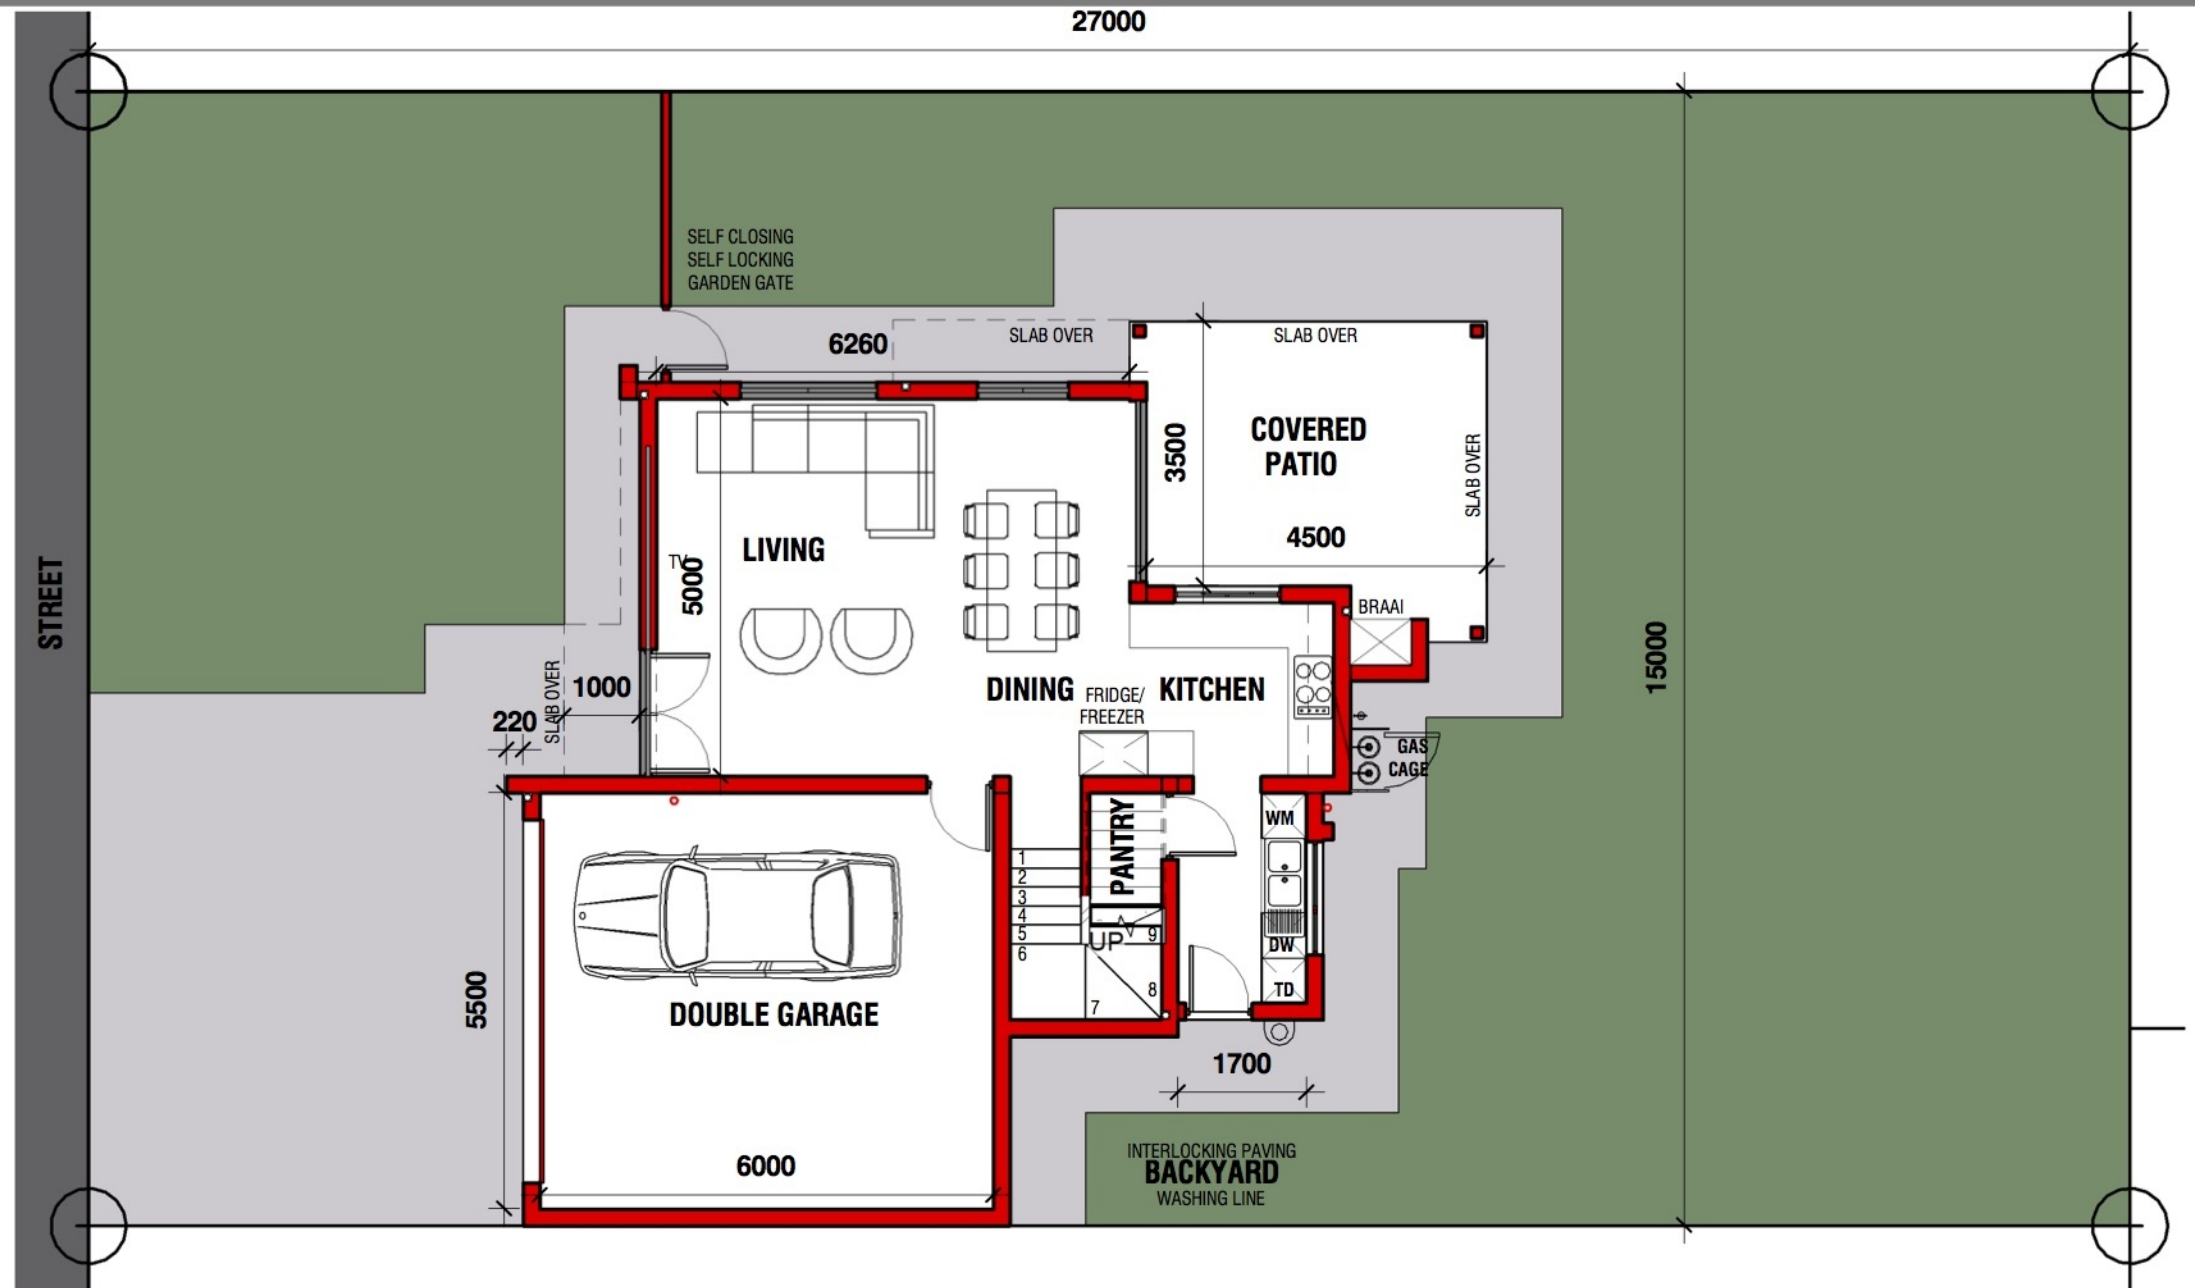 27000
SELF CLOSING
SELF LOCKING
GARDEN GATE
6260
SLAB OVER
SLAB OVER
COVERED
PATIO
3500
SLAB OVER
4500
STREET
TV
5000
LIVING
BRAAI
15000
SLAB OVER
1000
220
DINING
FRIDGE/
FREEZER
KITCHEN
GAS
CAGE
PANTRY
WM
1
2
3
4
5
6
UP
9
DW
8
7
TD
5500
DOUBLE GARAGE
1700
6000
INTERLOCKING PAVING
BACKYARD
WASHING LINE